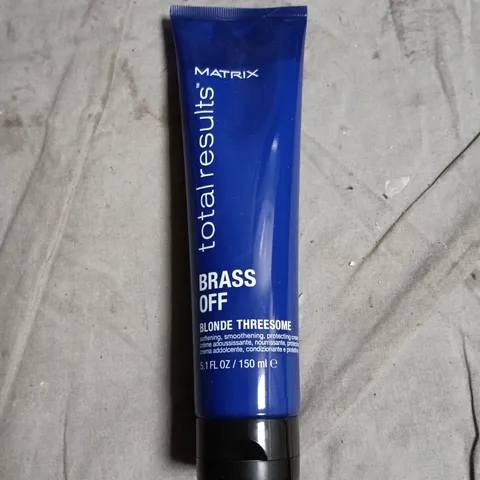 MATRIX
total results™
BRASS
OFF
BLONDE THREESOME
softening, smoothening, protecting cream
crème adoucissante, nourrissante, protectrice
crema addolcente, condizionante e protettiva
5.1 FL OZ / 150 ml e